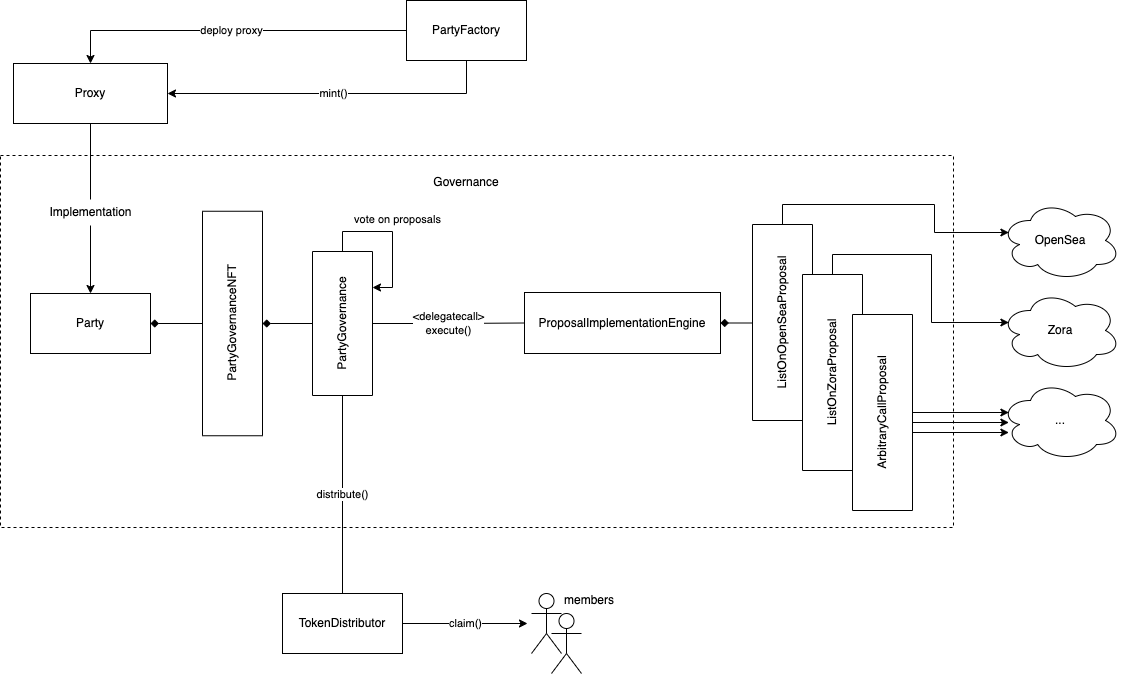 PartyFactory
deploy proxy
Proxy
mint()
Governance
Implementation
vote on proposals
OpenSea
PartyGovernanceNFT
PartyGovernance
ListOnOpenSeaProposal
Party
<delegatecall>
execute()
ProposalImplementationEngine
ListOnZoraProposal
Zora
ArbitraryCallProposal
...
distribute()
TokenDistributor
claim()
members